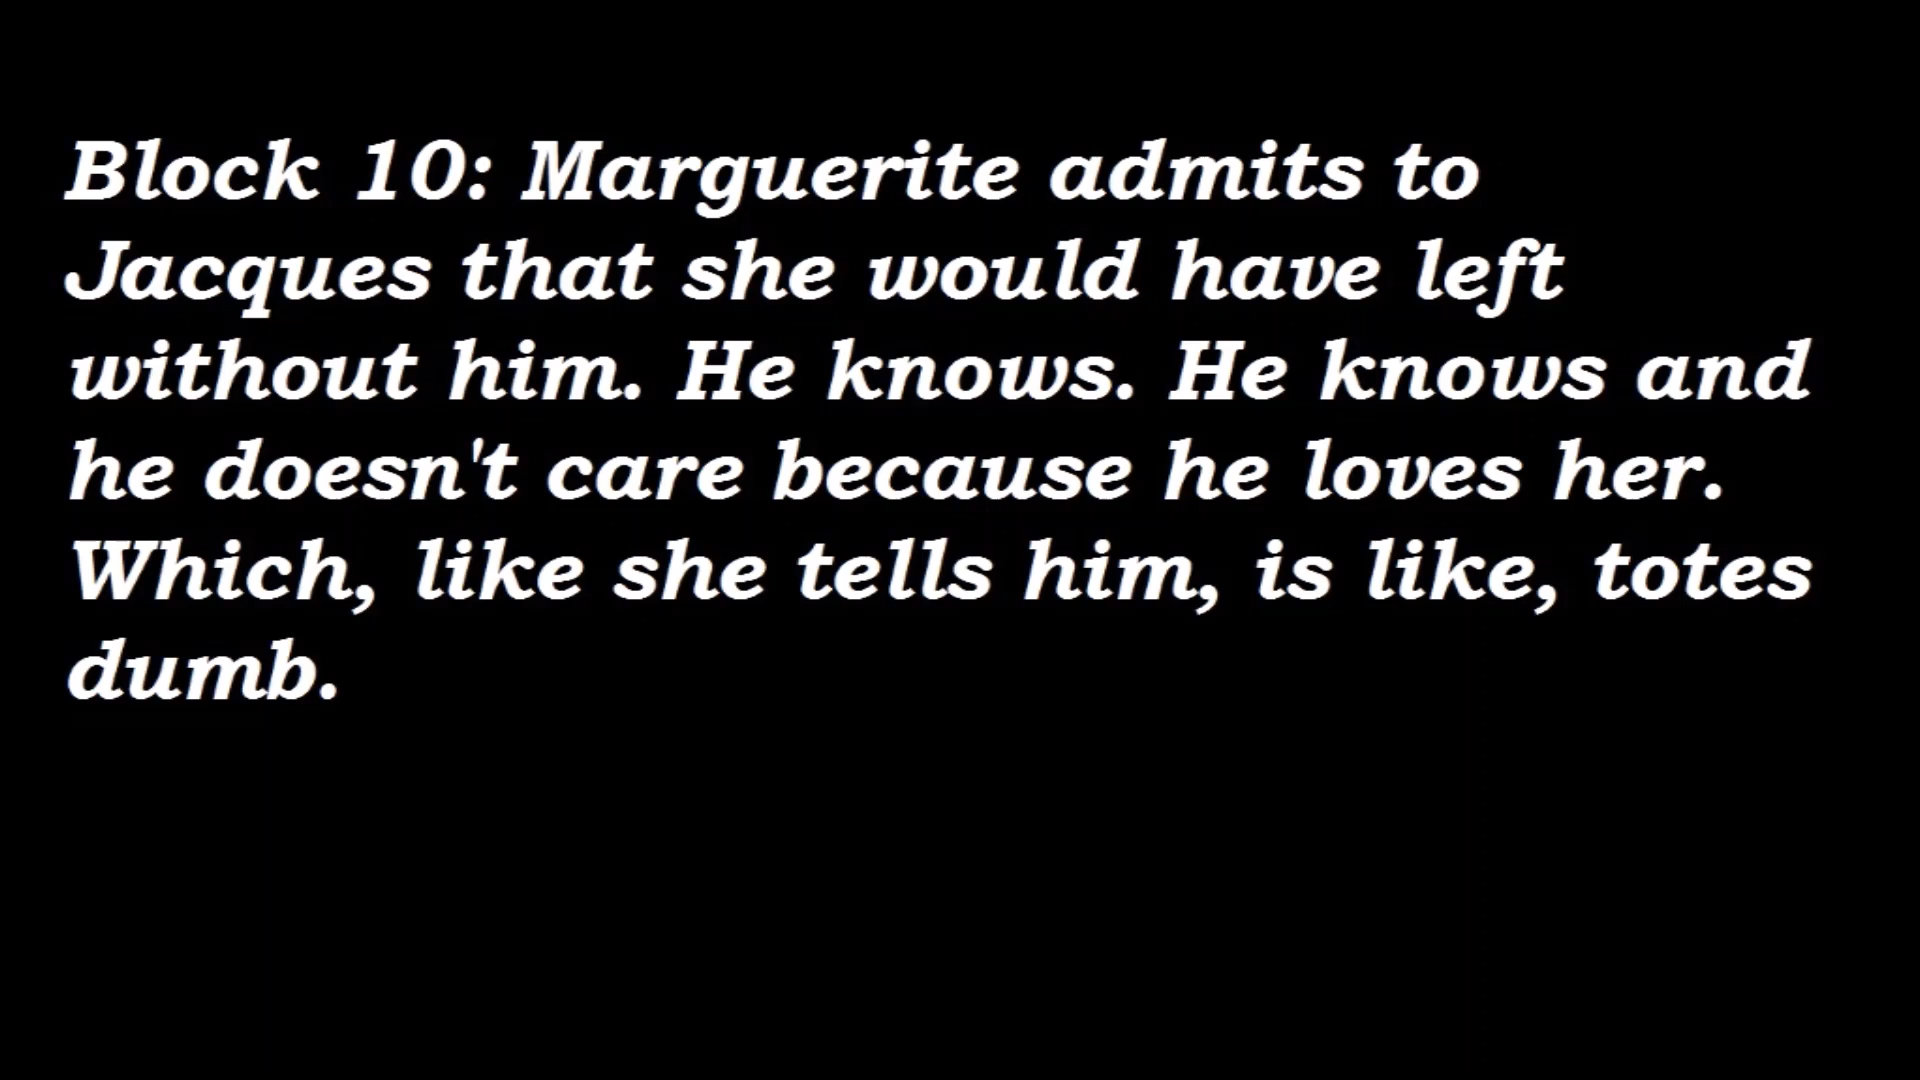 Block 10: Marguerite admits to
Jacques that she would have left
without him. He knows. He knows and
he doesn't care because he loves her.
Which, like she tells him, is like, totes
dumb.